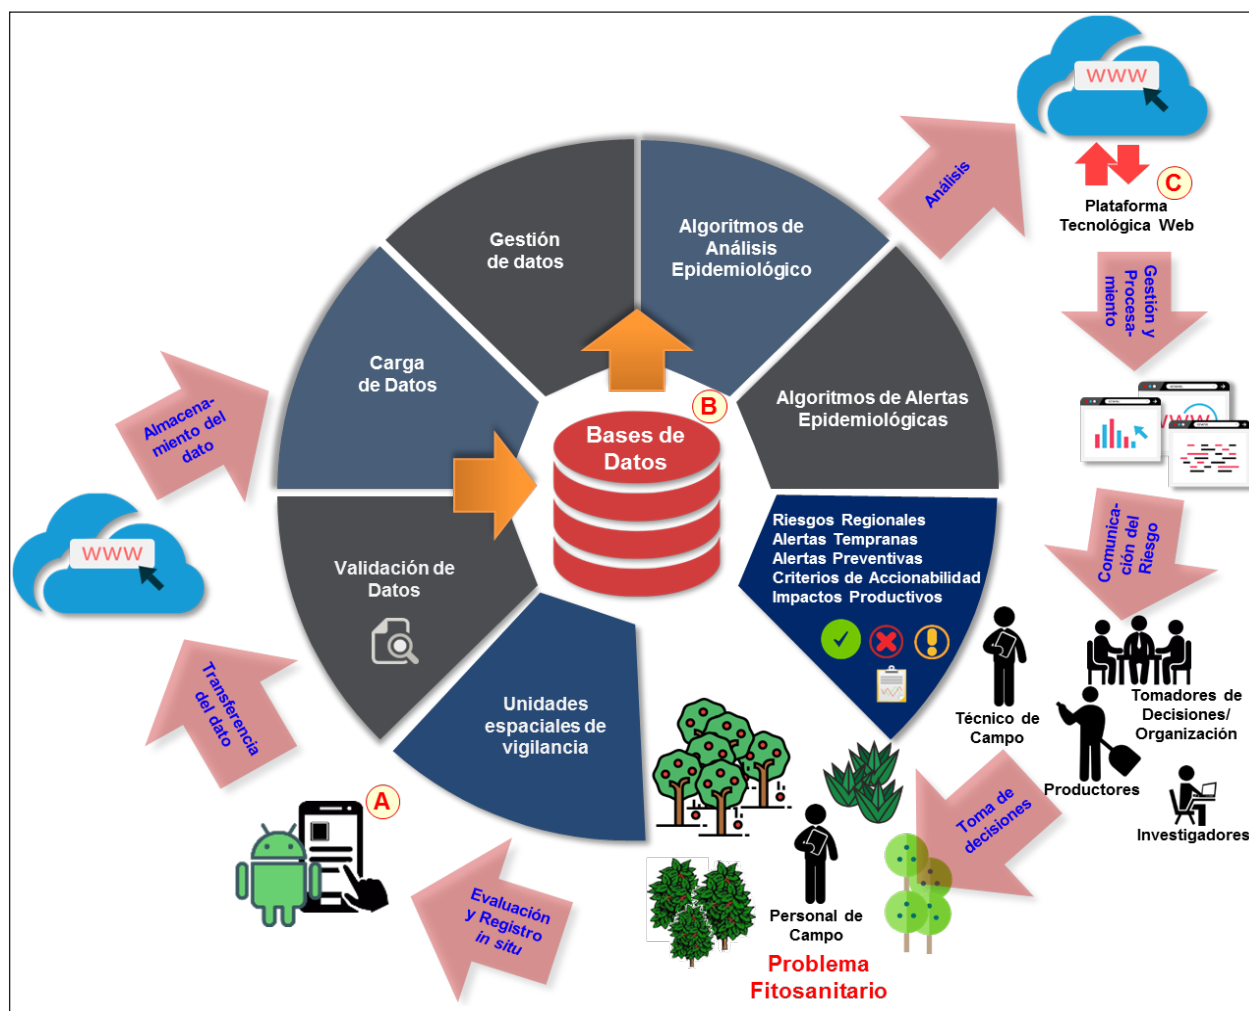 www
Análisis
C
Plataforma
Tecnológica Web
Gestión y
Procesa-
miento
Gestión
de datos
Algoritmos de
Análisis
Epidemiológico
Carga
de Datos
Algoritmos de Alertas
Epidemiológicas
Almacena-
miento del
dato
B
Bases de
Datos
www
Comunica-
ción del
Riesgo
www
Validación de
Datos
Riesgos Regionales
Alertas Tempranas
Alertas Preventivas
Criterios de Accionabilidad
Impactos Productivos
Transferencia
del dato
Unidades
espaciales de
vigilancia
Técnico de
Campo
Tomadores de
Decisiones/
Organización
Productores
Investigadores
A
Toma de
decisiones
Evaluación
y Registro
in situ
Personal de
Campo
Problema
Fitosanitario